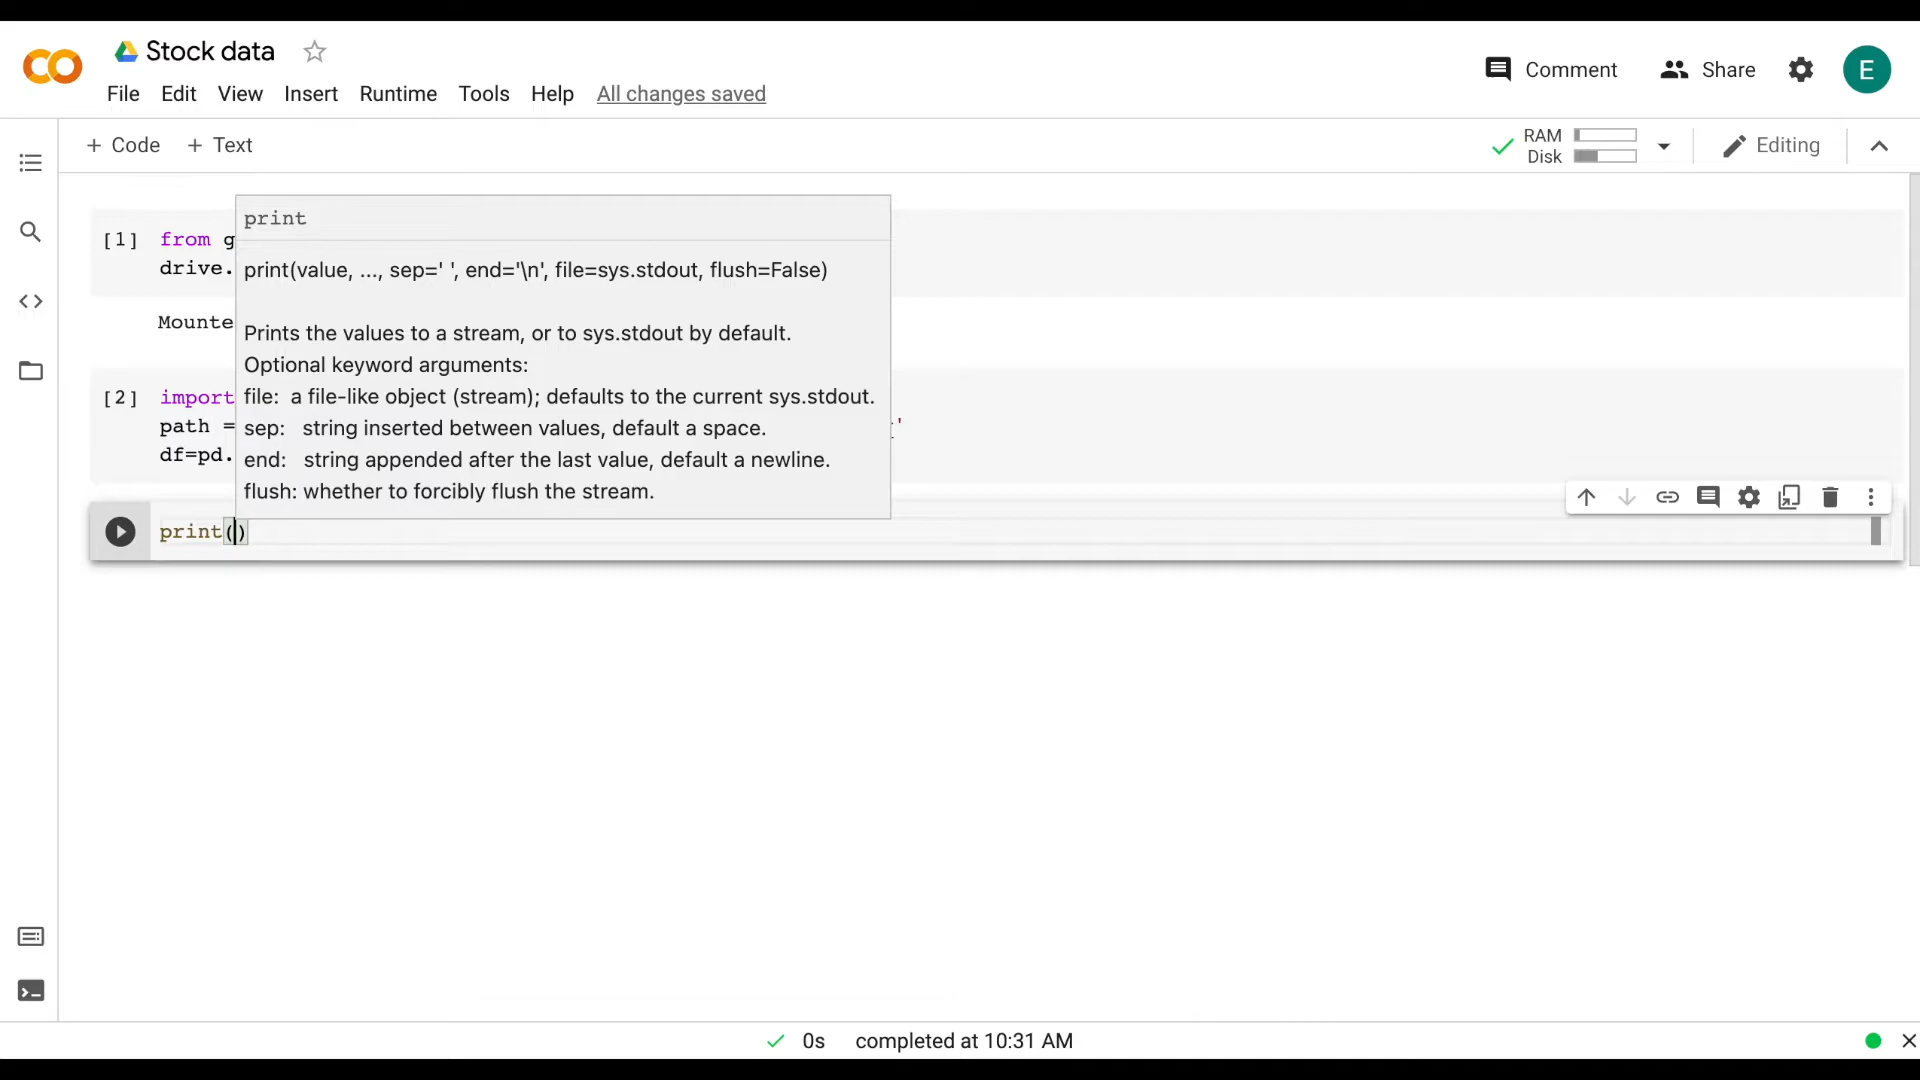 Stock data
File Edit View Insert Runtime Tools Help All changes saved
Comment Share E
+ Code + Text
RAM
Disk
Editing
print
print(value, ..., sep=' ', end='\n', file=sys.stdout, flush=False)
[1] from g
drive.
Mounte
Prints the values to a stream, or to sys.stdout by default.
Optional keyword arguments:
[2] import
file: a file-like object (stream); defaults to the current sys.stdout.
path = '
sep: string inserted between values, default a space.
df=pd.
end: string appended after the last value, default a newline.
flush: whether to forcibly flush the stream.
print()
0s completed at 10:31 AM